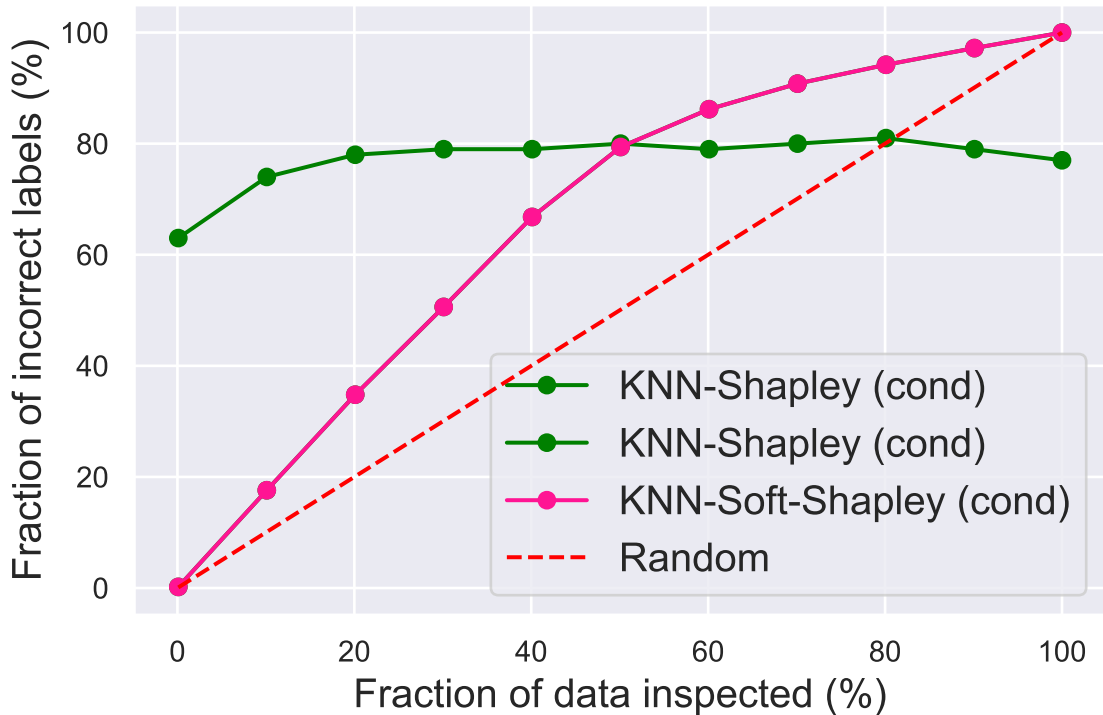 Fraction of incorrect labels (%)
100
80
60
40
20
0
KNN-Shapley (cond)
KNN-Shapley (cond)
KNN-Soft-Shapley (cond)
Random
0 20 40 60 80 100
Fraction of data inspected (%)